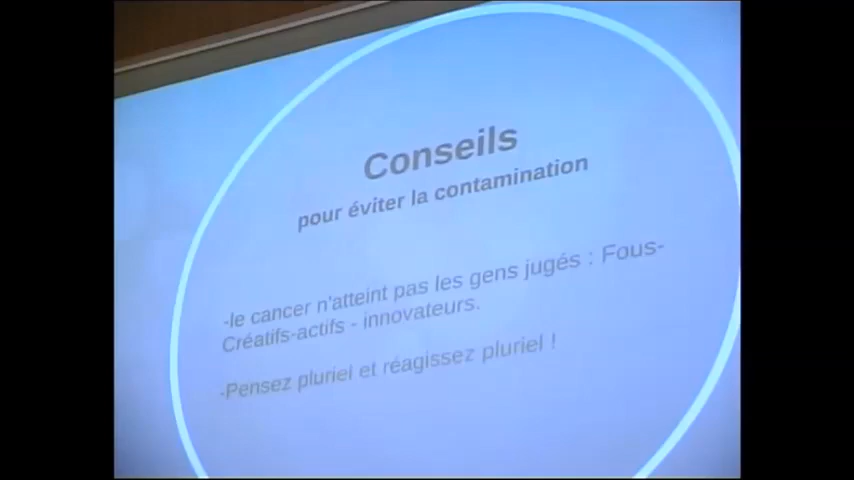 Conseils
pour éviter la contamination
-le cancer n'atteint pas les gens jugés : Fous-
Créatifs-actifs - innovateurs.
-Pensez pluriel et réagissez pluriel !